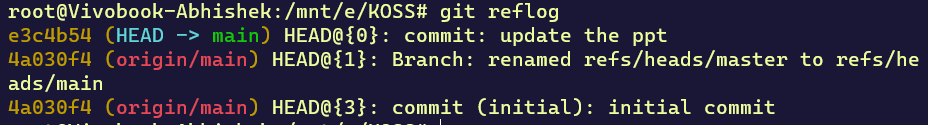 root@Vivobook-Abhishek:/mnt/e/KOSS# git reflog
e3c4b54 (HEAD -> main) HEAD@{0}: commit: update the ppt
4a030f4 (origin/main) HEAD@{1}: Branch: renamed refs/heads/master to refs/he
ads/main
4a030f4 (origin/main) HEAD@{3}: commit (initial): initial commit